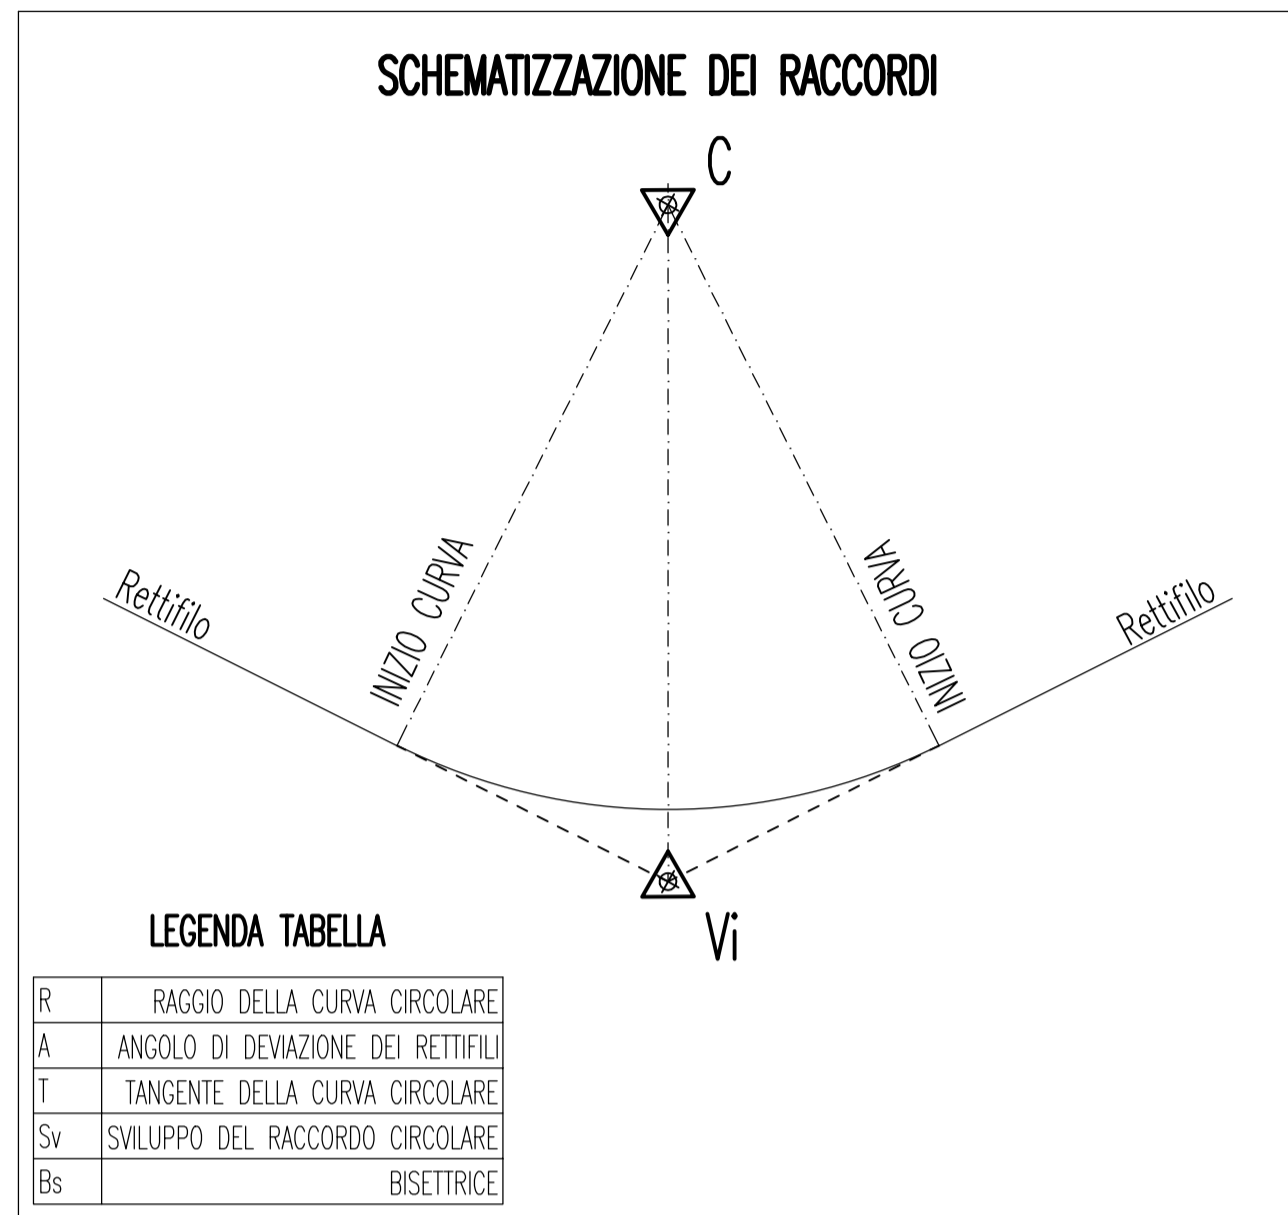 SCHEMATIZZAZIONE DEI RACCORDI
C
INIZIO CURVA
INIZIO CURVA
Rettifilo
Rettifilo
Vi
LEGENDA TABELLA
R RAGGIO DELLA CURVA CIRCOLARE
A ANGOLO DI DEVIAZIONE DEI RETTIFILI
T TANGENTE DELLA CURVA CIRCOLARE
Sv SVILUPPO DEL RACCORDO CIRCOLARE
Bs BISETTRICE